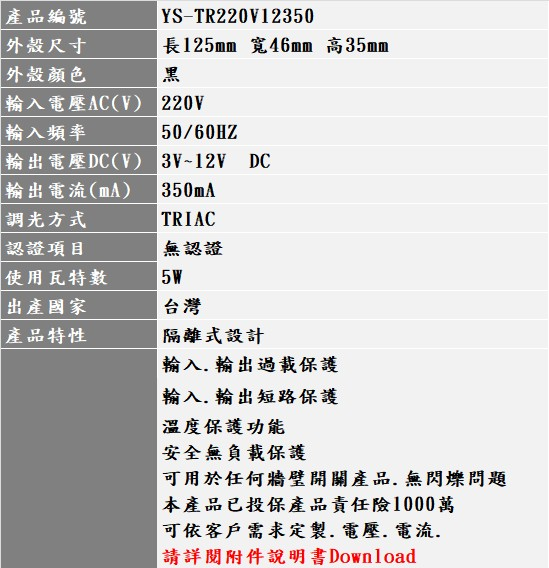 產品編號 YS-TR220V12350
外殼尺寸 長125mm 寬46mm 高35mm
外殼顏色 黑
輸入電壓AC(V) 220V
輸入頻率 50/60HZ
輸出電壓DC(V) 3V~12V DC
輸出電流(mA) 350mA
調光方式 TRIAC
認證項目 無認證
使用瓦特數 5W
出產國家 台灣
產品特性 隔離式設計
輸入.輸出過載保護
輸入.輸出短路保護
溫度保護功能
安全無負載保護
可用於任何牆壁開關產品.無閃爍問題
本產品已投保產品責任險1000萬
可依客戶需求定製.電壓.電流.
請詳閱附件說明書Download